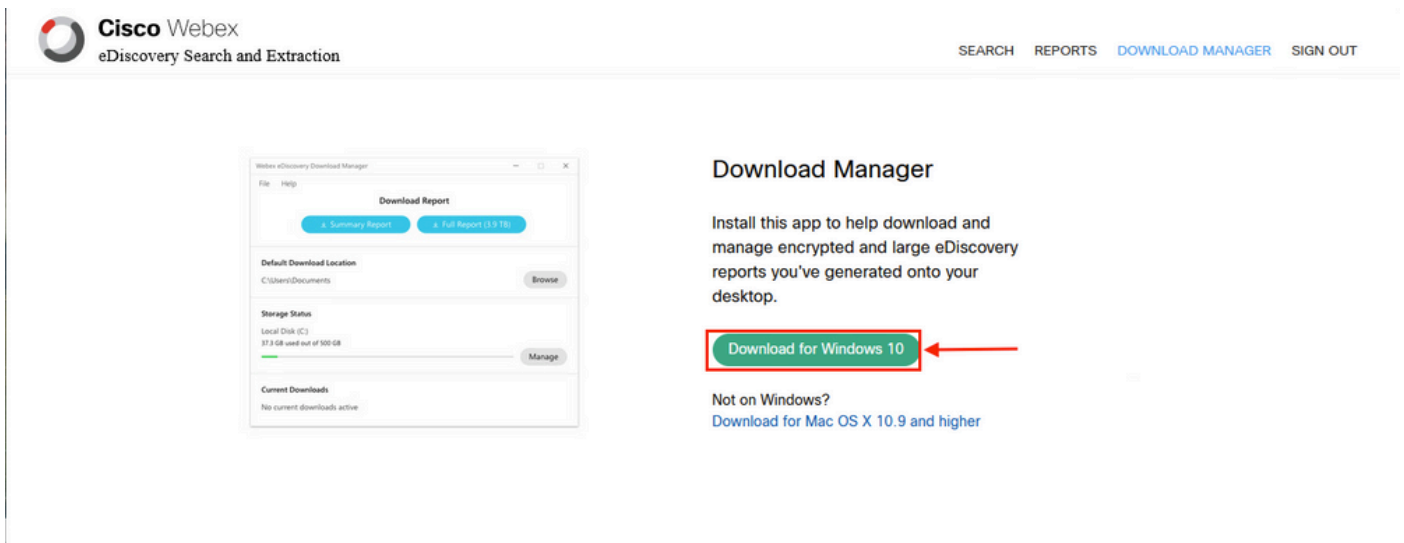 Cisco Webex
eDiscovery Search and Extraction
SEARCH REPORTS DOWNLOAD MANAGER SIGN OUT
Webex eDiscovery Download Manager
File Help
Download Report
Summary Report Full Report (3.9 TB)
Default Download Location
C:\Users\Documents
Browse
Storage Status
Local Disk (C:)
37.3 GB used out of 500 GB
Manage
Current Downloads
No current downloads active
Download Manager
Install this app to help download and
manage encrypted and large eDiscovery
reports you've generated onto your
desktop.
Download for Windows 10
Not on Windows?
Download for Mac OS X 10.9 and higher